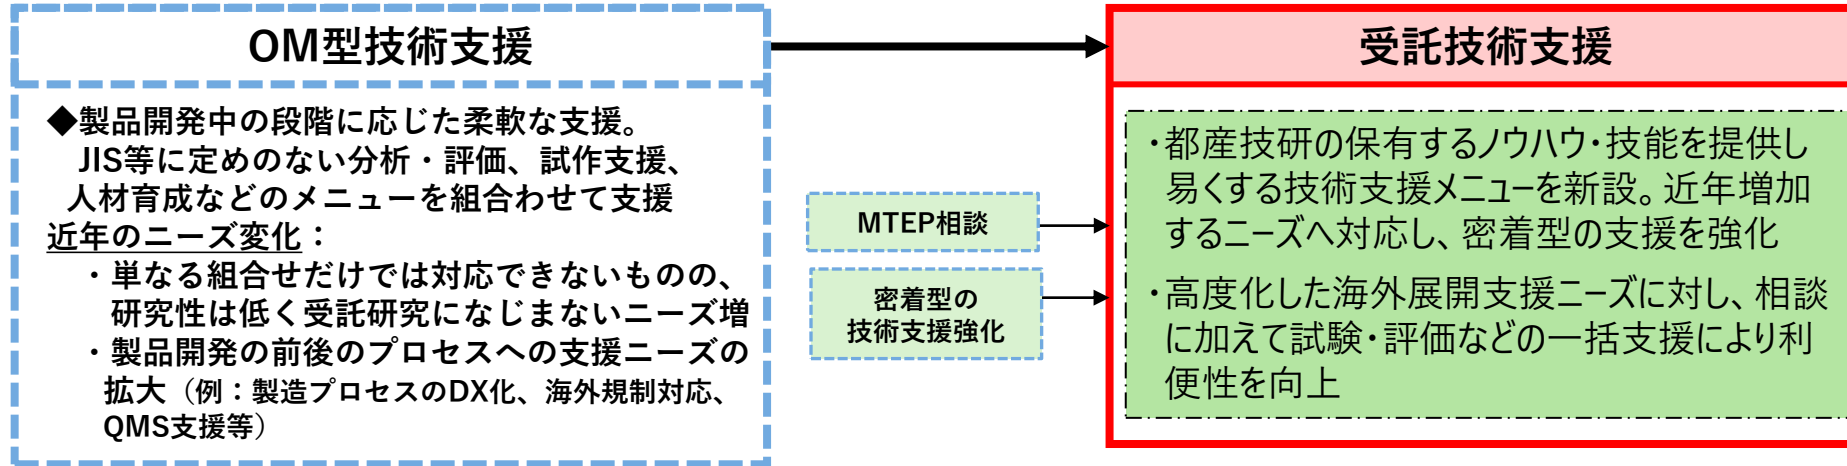 OM型技術支援
◆製品開発中の段階に応じた柔軟な支援。
JIS等に定めのない分析・評価、試作支援、
人材育成などのメニューを組合わせて支援
近年のニーズ変化：
・単なる組合せだけでは対応できないものの、
研究性は低く受託研究になじまないニーズ増
・製品開発の前後のプロセスへの支援ニーズの
拡大（例：製造プロセスのDX化、海外規制対応、
QMS支援等）
MTEP相談
密着型の
技術支援強化
受託技術支援
・都産技研の保有するノウハウ・技能を提供し
易くする技術支援メニューを新設。近年増加
するニーズへ対応し、密着型の支援を強化
・高度化した海外展開支援ニーズに対し、相談
に加えて試験・評価などの一括支援により利
便性を向上